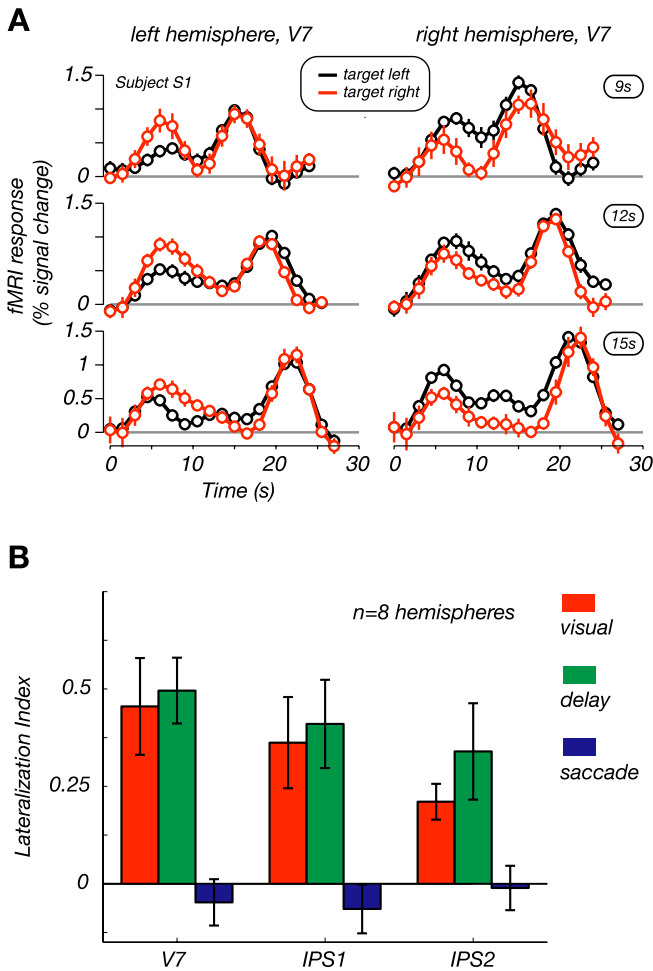 A
left hemisphere, V7
right hemisphere, V7
Subject S1
target left
target right
9s
12s
15s
fMRI response
(% signal change)
1.5
0
1.5
0
1.5
1
0.5
0
0 10 20 30
0 10 20 30
Time (s)
B
n=8 hemispheres
visual
delay
saccade
Lateralization Index
0.5
0.25
0
V7 IPS1 IPS2